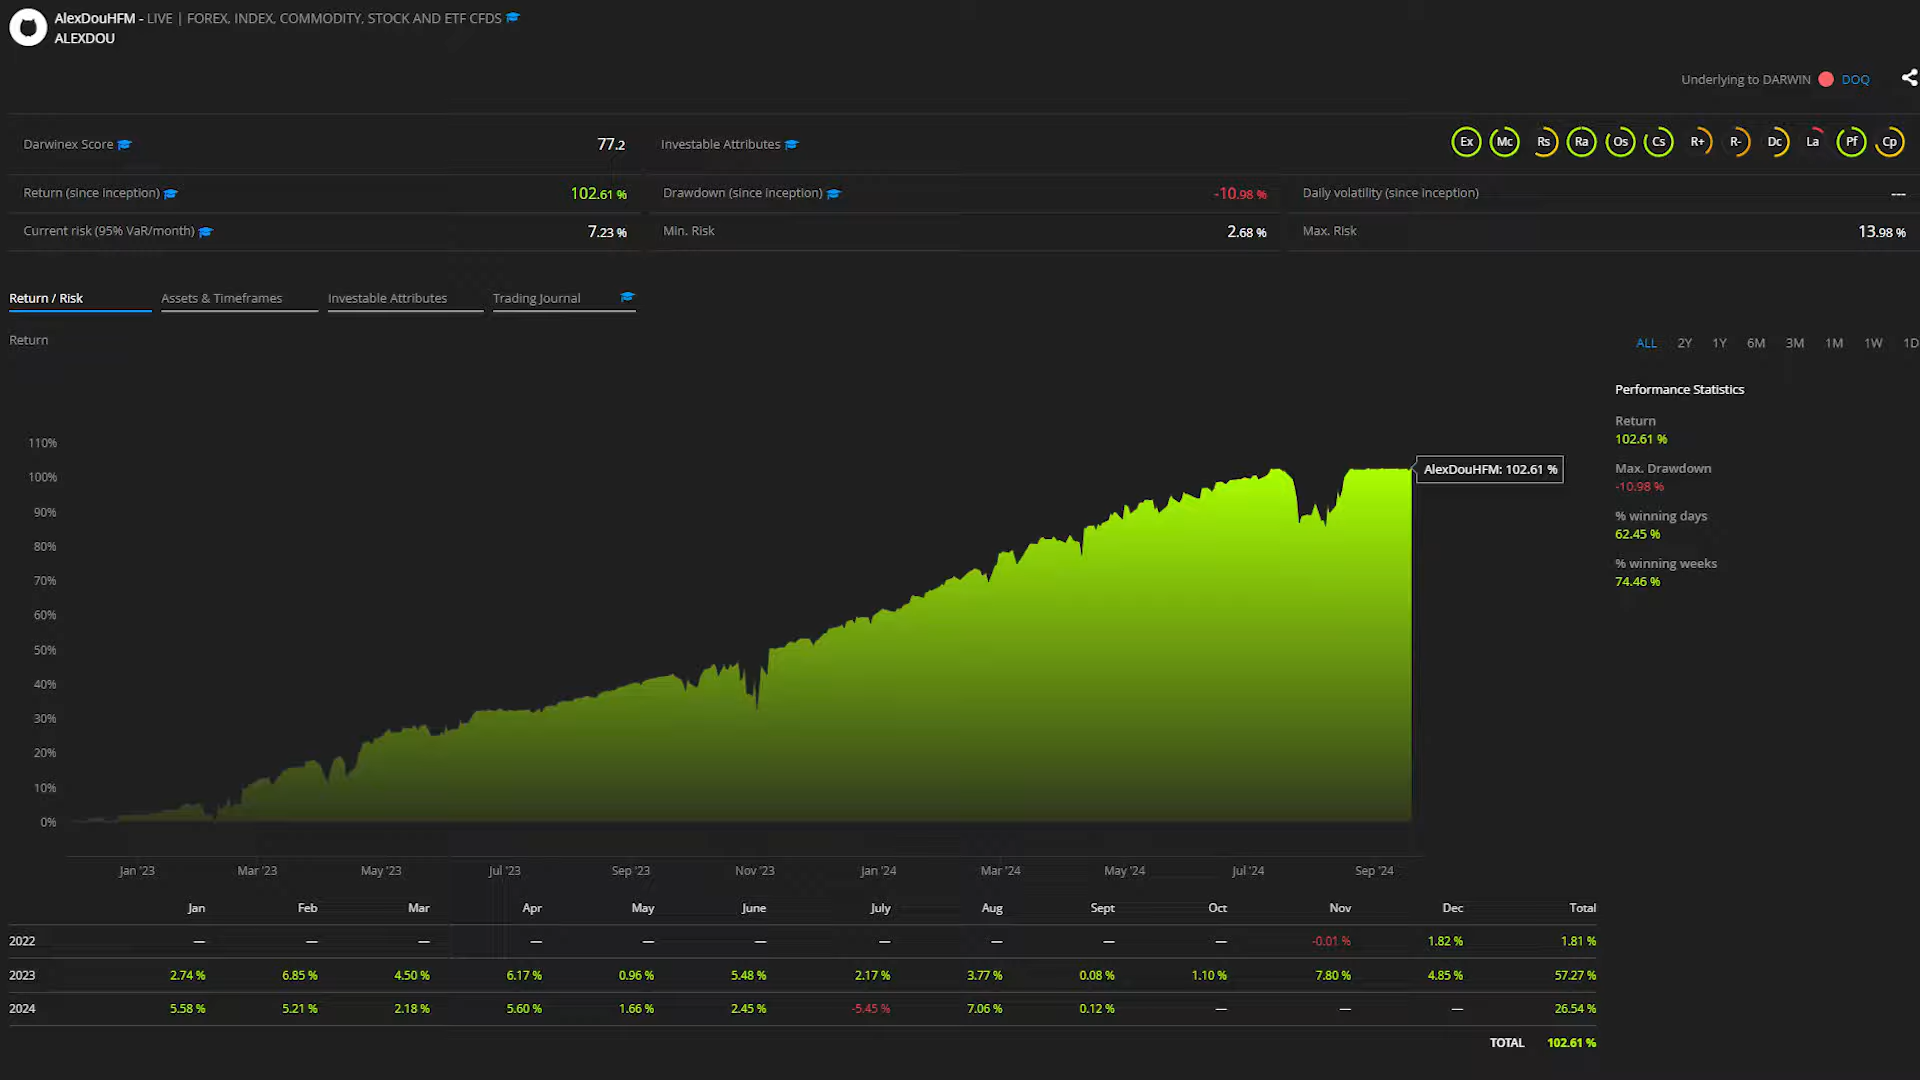 AlexDouHFM - LIVE | FOREX, INDEX, COMMODITY, STOCK AND ETF CFDS
ALEXDOU
Underlying to DARWIN DOQ
Darwinex Score 77.2 Investable Attributes Ex Mc Rs Ra Os Cs R+ R- Dc La Pf Cp
Return (since inception) 102.61 % Drawdown (since inception) -10.98 % Daily volatility (since inception) ---
Current risk (95% VaR/month) 7.23 % Min. Risk 2.68 % Max. Risk 13.98 %
Return / Risk Assets & Timeframes Investable Attributes Trading Journal
Return
ALL 2Y 1Y 6M 3M 1M 1W 1D
Performance Statistics
Return
102.61 %
Max. Drawdown
-10.98 %
% winning days
62.45 %
% winning weeks
74.46 %
110%
100%
90%
80%
70%
60%
50%
40%
30%
20%
10%
0%
AlexDouHFM: 102.61 %
Jan '23 Mar '23 May '23 Jul '23 Sep '23 Nov '23 Jan '24 Mar '24 May '24 Jul '24 Sep '24
Jan Feb Mar Apr May June July Aug Sept Oct Nov Dec Total
2022 — — — — — — — — — — -0.01 % 1.82 % 1.81 %
2023 2.74 % 6.85 % 4.50 % 6.17 % 0.96 % 5.48 % 2.17 % 3.77 % 0.08 % 1.10 % 7.80 % 4.85 % 57.27 %
2024 5.58 % 5.21 % 2.18 % 5.60 % 1.66 % 2.45 % -5.45 % 7.06 % 0.12 % — — — 26.54 %
TOTAL 102.61 %